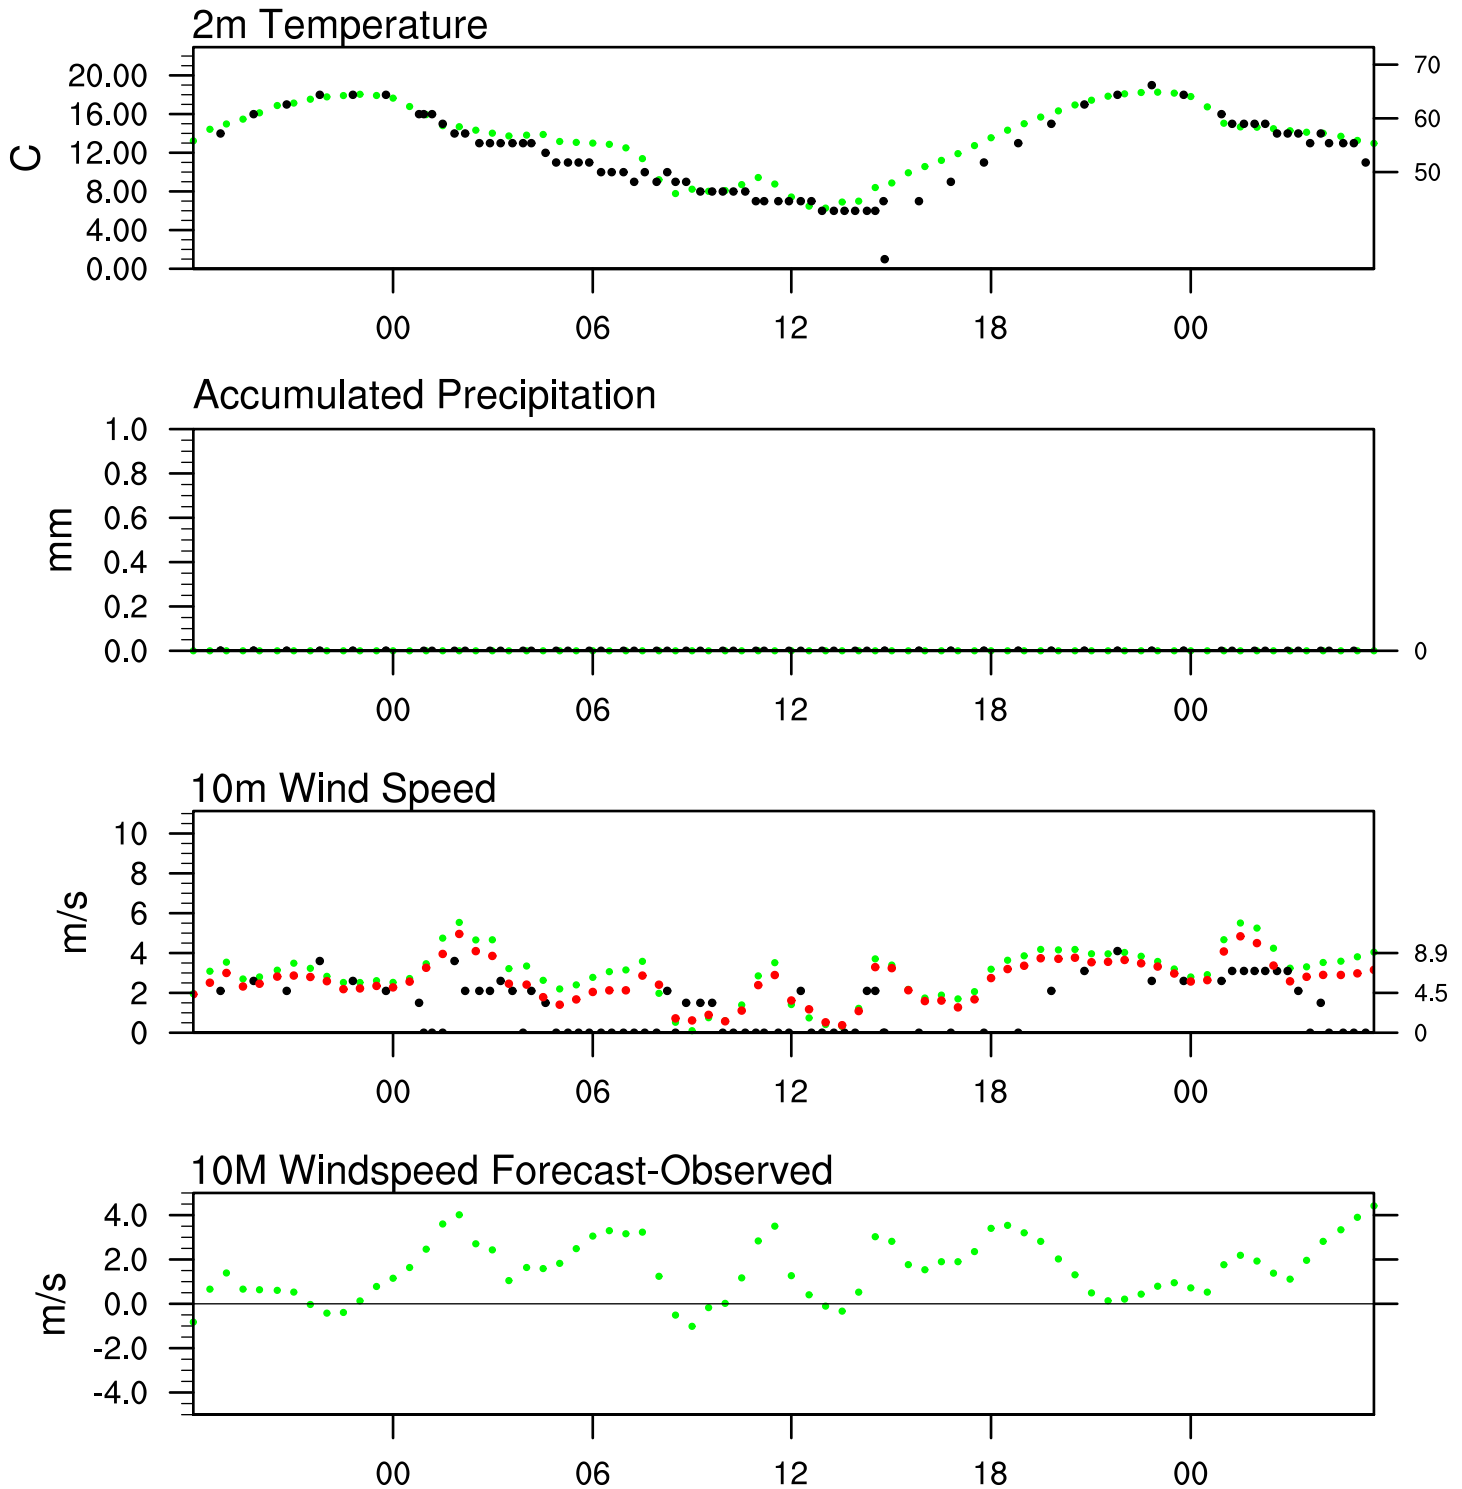 2m Temperature
20.00
16.00
12.00
8.00
4.00
0.00
C
70
60
50
00 06 12 18 00
Accumulated Precipitation
1.0
0.8
0.6
0.4
0.2
0.0
mm
0
00 06 12 18 00
10m Wind Speed
10
8
6
4
2
0
m/s
8.9
4.5
0
00 06 12 18 00
10M Windspeed Forecast-Observed
4.0
2.0
0.0
-2.0
-4.0
m/s
00 06 12 18 00